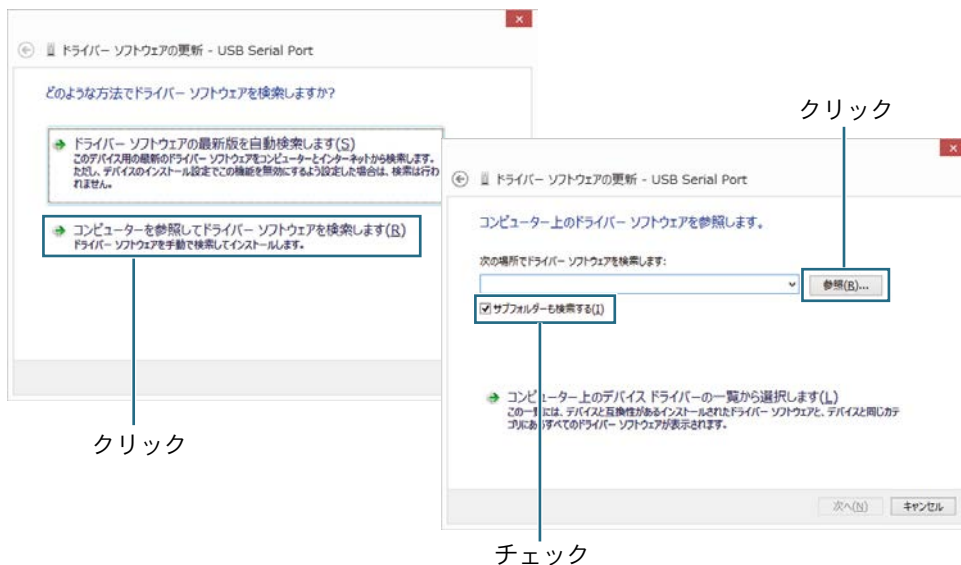 ドライバー ソフトウェアの更新 - USB Serial Port
どのような方法でドライバー ソフトウェアを検索しますか?
ドライバー ソフトウェアの最新版を自動検索します(S)
このデバイス用の最新のドライバー ソフトウェアをコンピューターとインターネットから検索します。
ただし、デバイスのインストール設定でこの機能を無効にするよう設定した場合は、検索は行わ
れません。
コンピューターを参照してドライバー ソフトウェアを検索します(R)
ドライバー ソフトウェアを手動で検索してインストールします。
クリック
クリック
ドライバー ソフトウェアの更新 - USB Serial Port
コンピューター上のドライバー ソフトウェアを参照します。
次の場所でドライバー ソフトウェアを検索します:
参照(R)...
サブフォルダーも検索する(I)
コンピューター上のデバイス ドライバーの一覧から選択します(L)
この一覧には、デバイスと互換性があるインストールされたドライバー ソフトウェアと、デバイスと同じカテ
ゴリにあるすべてのドライバー ソフトウェアが表示されます。
次へ(N) キャンセル
チェック